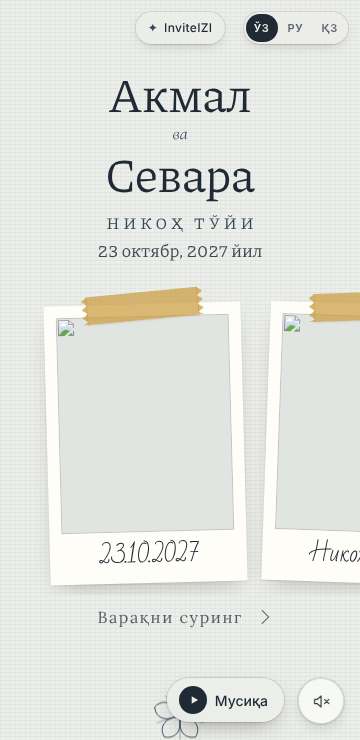 ✦ InviteIZI
ЎЗ РУ ҚЗ
Акмал
ва
Севара
НИКОҲ ТЎЙИ
23 октябр, 2027 йил
23.10.2027
Варақни суринг
Мусиқа